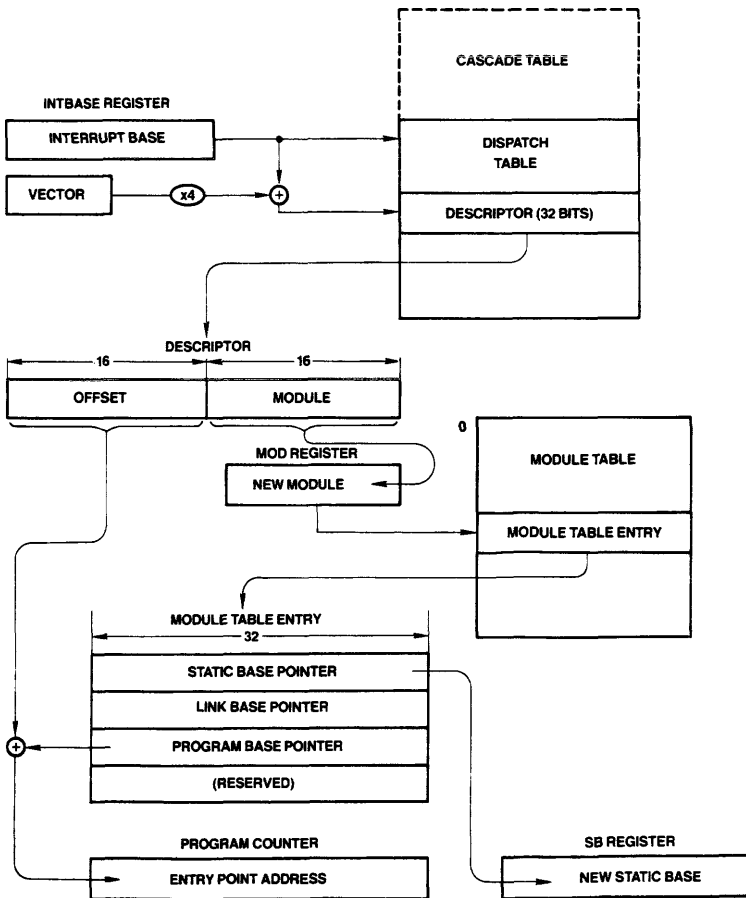 CASCADE TABLE
INTBASE REGISTER
INTERRUPT BASE
DISPATCH
TABLE
VECTOR
x4
+
DESCRIPTOR (32 BITS)
DESCRIPTOR
16
16
OFFSET
MODULE
0
MOD REGISTER
NEW MODULE
MODULE TABLE
MODULE TABLE ENTRY
MODULE TABLE ENTRY
32
STATIC BASE POINTER
LINK BASE POINTER
+
PROGRAM BASE POINTER
(RESERVED)
PROGRAM COUNTER
SB REGISTER
ENTRY POINT ADDRESS
NEW STATIC BASE